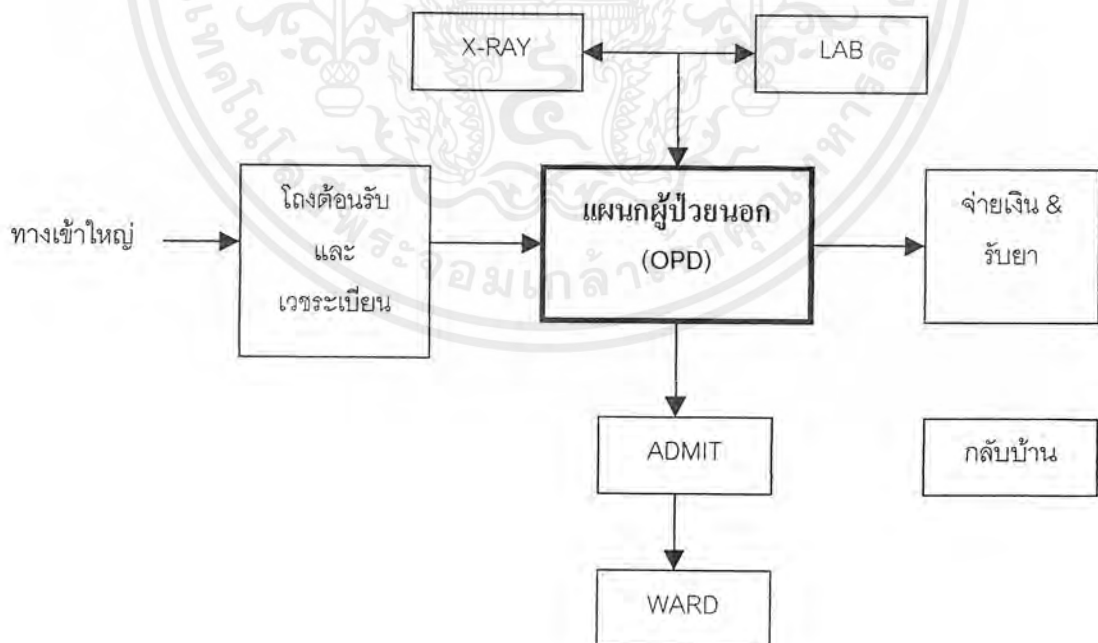 X-RAY
LAB
ทางเข้าใหญ่
โถงต้อนรับ
และ
เวชระเบียน
แผนกผู้ป่วยนอก
(OPD)
จ่ายเงิน &
รับยา
ADMIT
กลับบ้าน
WARD